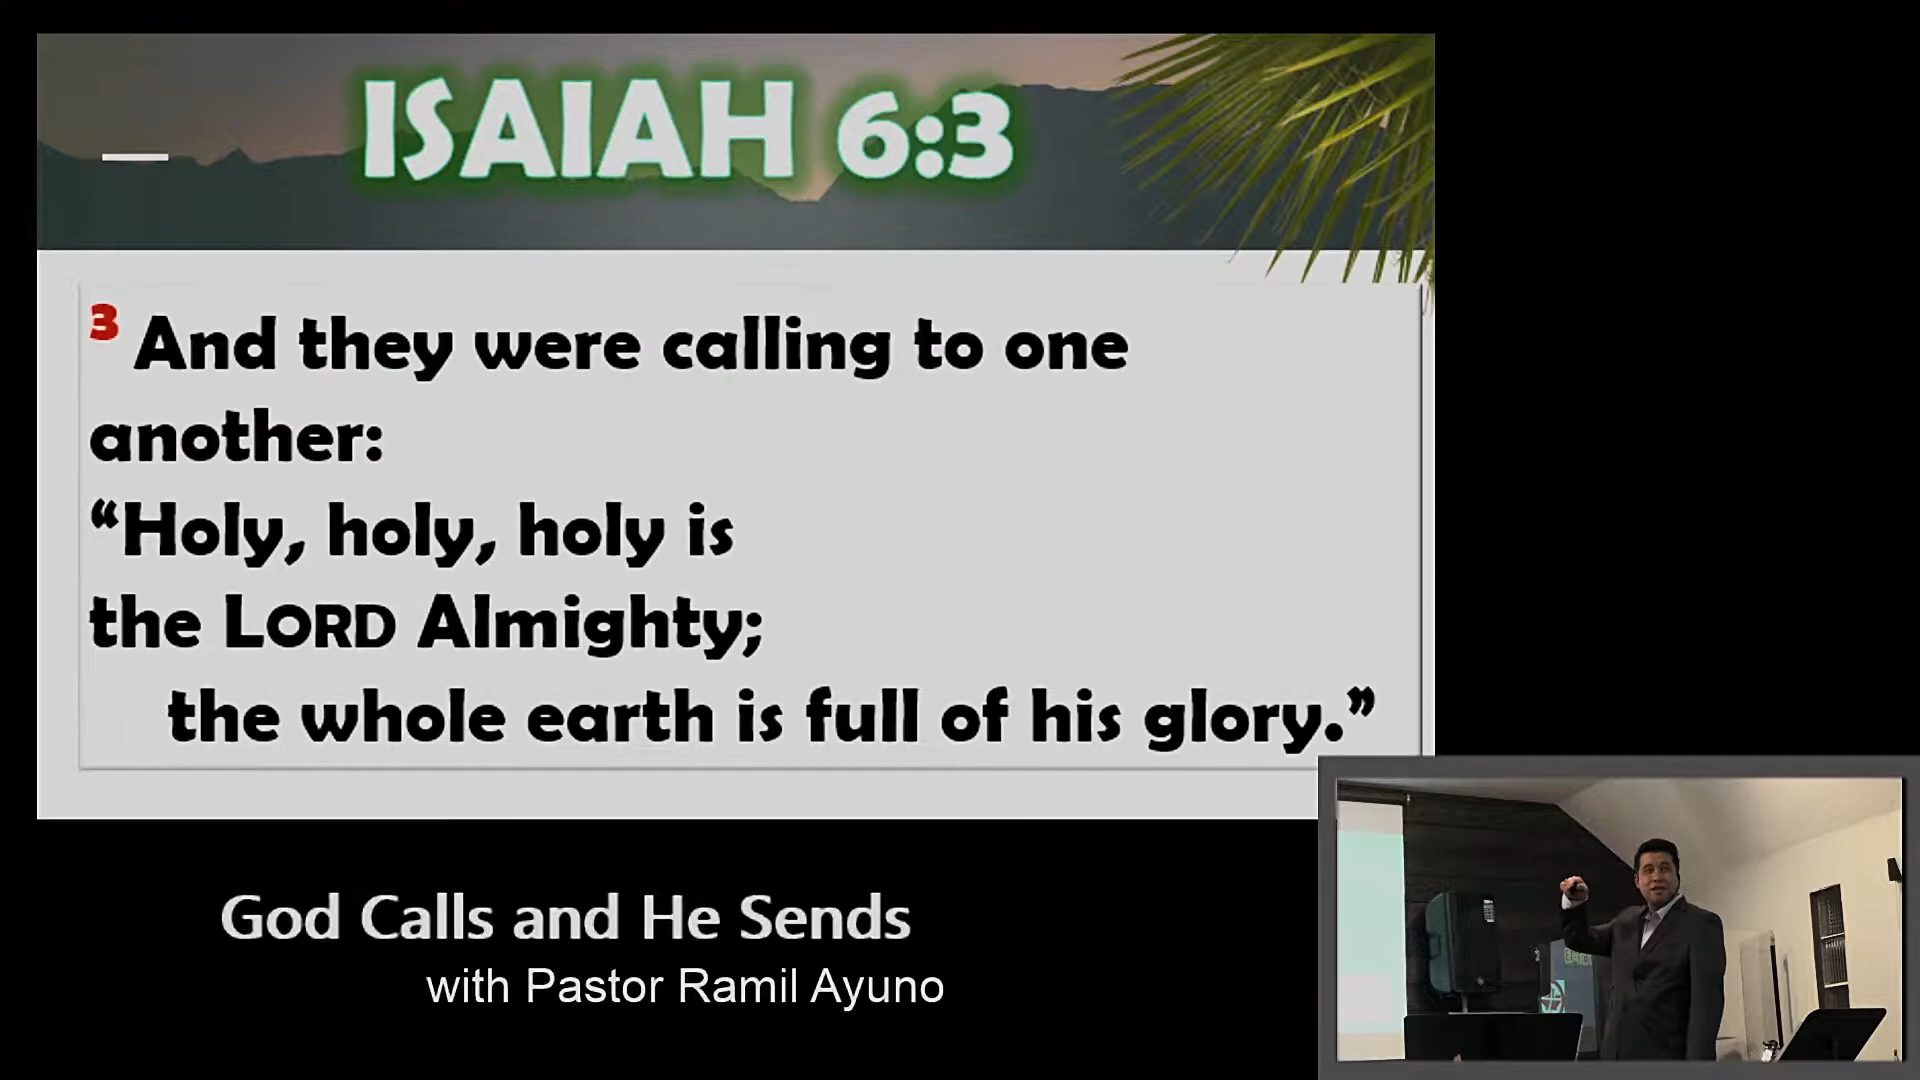 ISAIAH 6:3
3 And they were calling to one
another:
“Holy, holy, holy is
the LORD Almighty;
the whole earth is full of his glory.”
God Calls and He Sends
with Pastor Ramil Ayuno